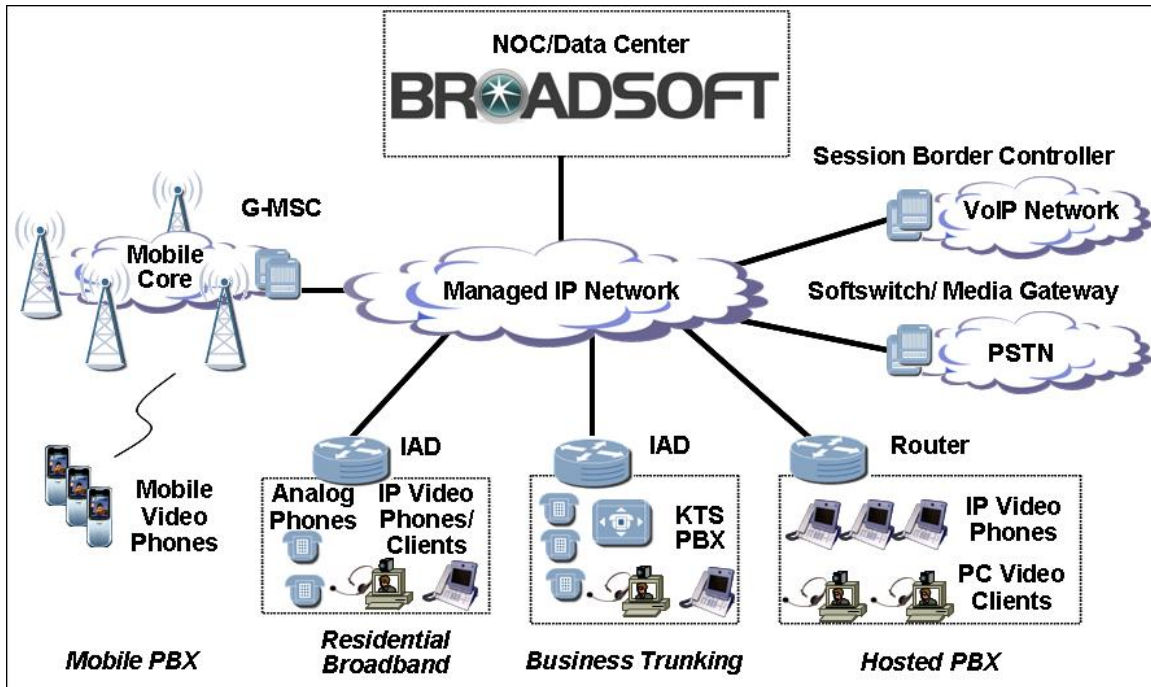 NOC/Data Center
BROADSOFT
Session Border Controller
G-MSC
VoIP Network
Mobile
Core
Managed IP Network
Softswitch/ Media Gateway
PSTN
IAD
IAD
Router
Mobile
Video
Phones
Analog
Phones
IP Video
Phones/
Clients
KTS
PBX
IP Video
Phones
PC Video
Clients
Mobile PBX
Residential
Broadband
Business Trunking
Hosted PBX